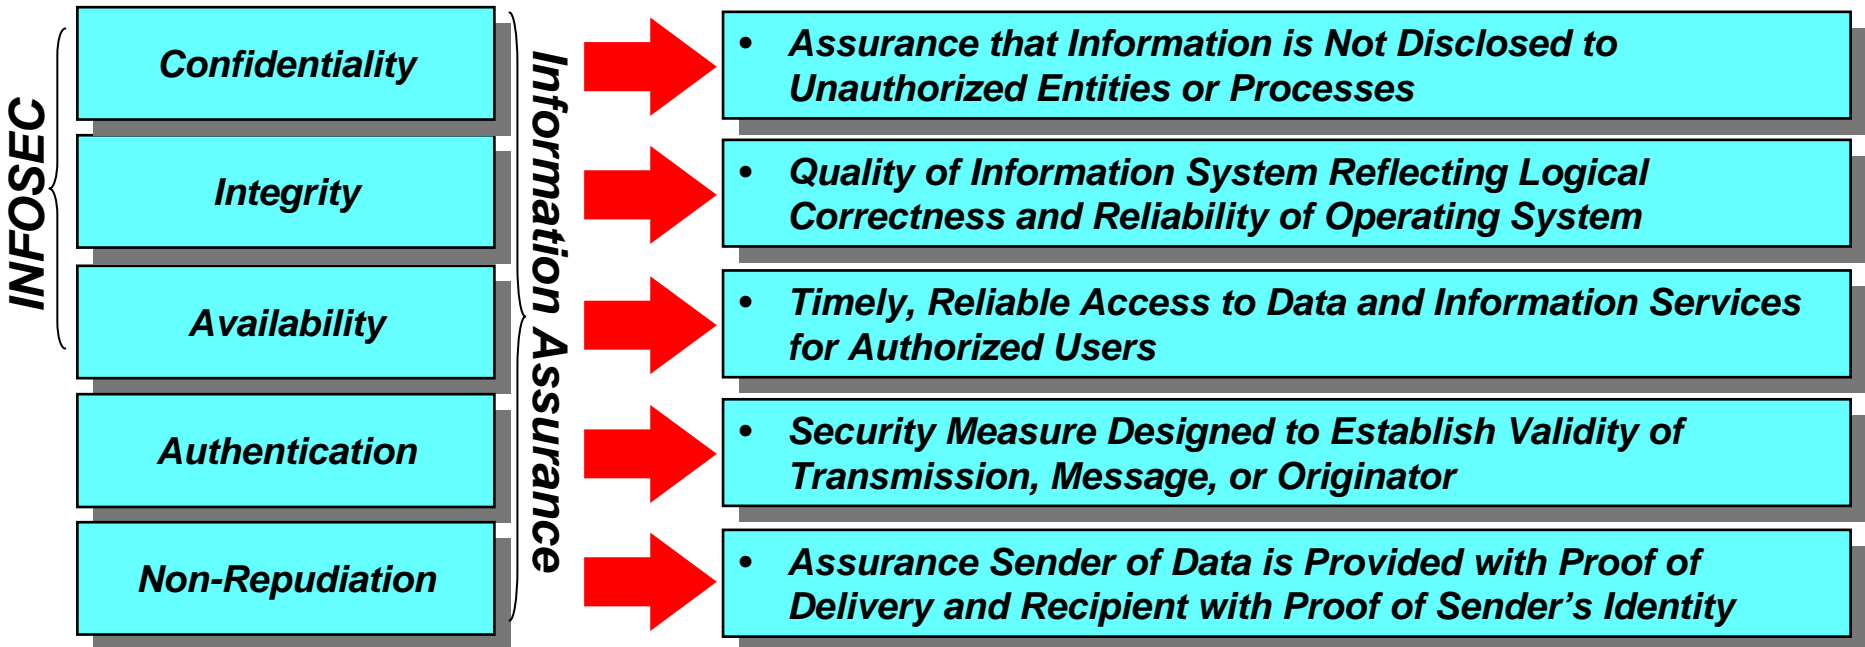 INFOSEC
Confidentiality
Integrity
Availability
Authentication
Non-Repudiation
Information Assurance
• Assurance that Information is Not Disclosed to
Unauthorized Entities or Processes
• Quality of Information System Reflecting Logical
Correctness and Reliability of Operating System
• Timely, Reliable Access to Data and Information Services
for Authorized Users
• Security Measure Designed to Establish Validity of
Transmission, Message, or Originator
• Assurance Sender of Data is Provided with Proof of
Delivery and Recipient with Proof of Sender’s Identity